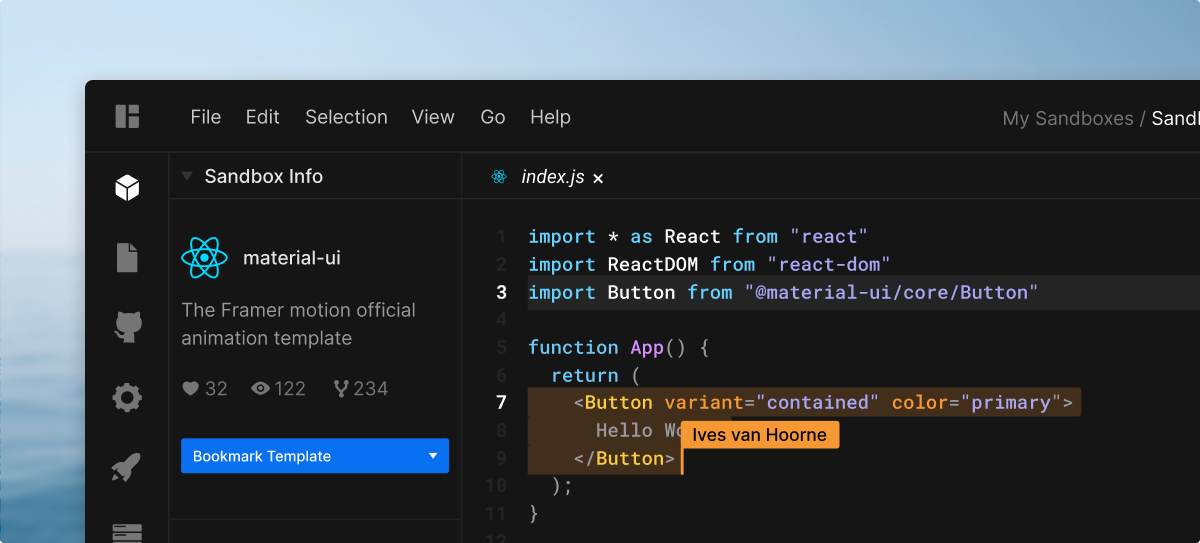 File Edit Selection View Go Help
My Sandboxes /
Sandbox Info
index.js ×
material-ui
The Framer motion official
animation template
32 122 234
Bookmark Template
1 import * as React from "react"
2 import ReactDOM from "react-dom"
3 import Button from "@material-ui/core/Button"
4
5 function App() {
6 return (
7 <Button variant="contained" color="primary">
8 Hello
Ives van Hoorne
9 </Button>
10 );
11 }
12